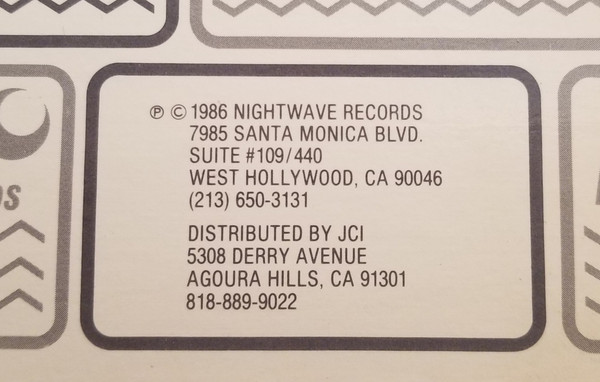 ℗ © 1986 NIGHTWAVE RECORDS
7985 SANTA MONICA BLVD.
SUITE #109/440
WEST HOLLYWOOD, CA 90046
(213) 650-3131
DISTRIBUTED BY JCI
5308 DERRY AVENUE
AGOURA HILLS, CA 91301
818-889-9022